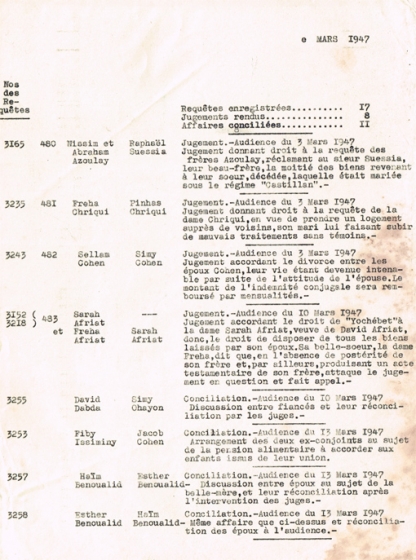 e MARS 1947
Nos
des
Re-
quêtes
Requêtes enregistrées.......... 17
Jugements rendus............... 8
Affaires conciliées............ 11
3165 480 Nissim et Raphaël Jugement.-Audience du 3 Mars 1947
Abraham Suessia Jugement donnant droit à la requête des
Azoulay frères Azoulay,réclamant au sieur Suessia,
leur beau-frère,la moitié des biens revenant
à leur soeur,décédée,laquelle était mariée
sous le régime "Castillan".-
3235 481 Freha Pinhas Jugement.-Audience du 3 Mars 1947
Chriqui Chriqui Jugement donnant droit à la requête de la
dame Chriqui,en vue de prendre un logement
auprès de voisins,son mari lui faisant subir
de mauvais traitements sans témoins.-
3243 482 Sellam Simy Jugement.-Audience du 3 Mars 1947
Cohen Cohen Jugement accordant le divorce entre les
époux Cohen,leur vie étant devenue intena-
ble par suite de l'attitude de l'épouse.Le
montant de l'indemnité conjugale sera rem-
boursé par mensualités.-
3152 ( Sarah --- Jugement.-Audience du 10 Mars 1947
3218 ) 483 Afriat Jugement accordant le droit de "Yochébet"à
et Freha Sarah la dame Sarah Afriat,veuve de David Afriat,
Afriat Afriat donc,le droit de disposer de tous les biens
laissés par son époux.Sa belle-soeur,la dame
Freha,dit que,en l'absence de postérité de
son frère et,par ailleurs,produisant un acte
testamentaire de son frère,attaque le juge-
ment en question et fait appel.-
3255 David Simy Conciliation.-Audience du 10 Mars 1947
Dabda Ohayon Discussion entre fiancés et leur réconci-
liation par les juges.-
3253 Fiby Jacob Conciliation.-Audience du 13 Mars 1947
Issiminy Cohen Arrangement des deux ex-conjoints au sujet
de la pension alimentaire à accorder aux
enfants issus de leur union.
3257 Haïm Esther Conciliation.-Audience du 13 Mars 1947
Benoualid Benoualid- Discussion entre époux au sujet de la
belle-mère,et leur réconciliation après
l'intervention des juges.-
3258 Esther Haïm Conciliation.-Audience du 13 Mars 1947
Benoualid Benoualid- Même affaire que ci-dessus et réconcilia-
tion des époux à l'audience.-